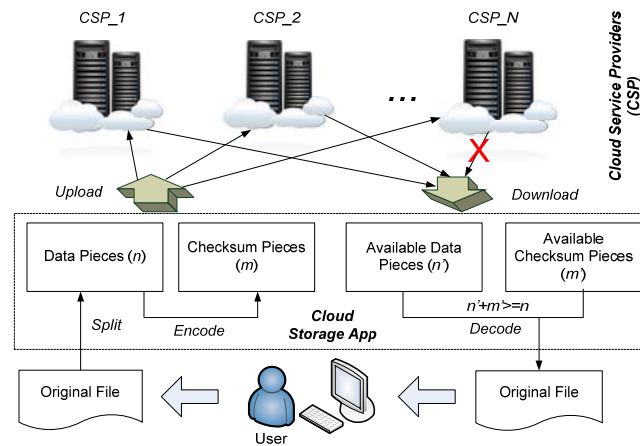 CSP_1
CSP_2
CSP_N
Cloud Service Providers
(CSP)
...
X
Upload
Download
Data Pieces (n)
Checksum Pieces
(m)
Available Data
Pieces (n')
Available
Checksum Pieces
(m')
n'+m'>=n
Split
Encode
Cloud
Storage App
Decode
Original File
User
Original File